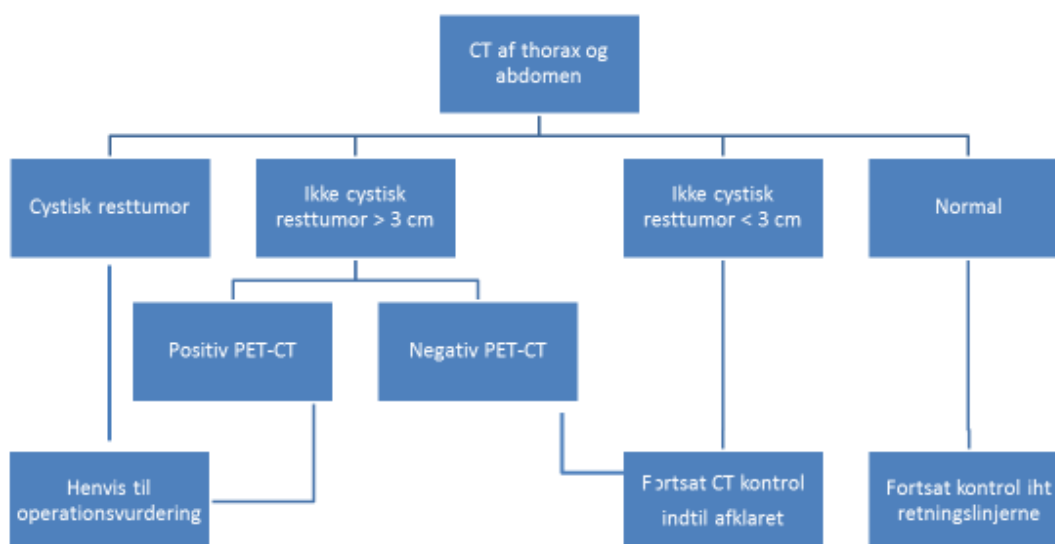 CT af thorax og
abdomen
Cystisk resttumor
Ikke cystisk
resttumor > 3 cm
Ikke cystisk
resttumor < 3 cm
Normal
Positiv PET-CT
Negativ PET-CT
Henvis til
operationsvurdering
Fortsat CT kontrol
indtil afklaret
Fortsat kontrol iht
retningslinjerne